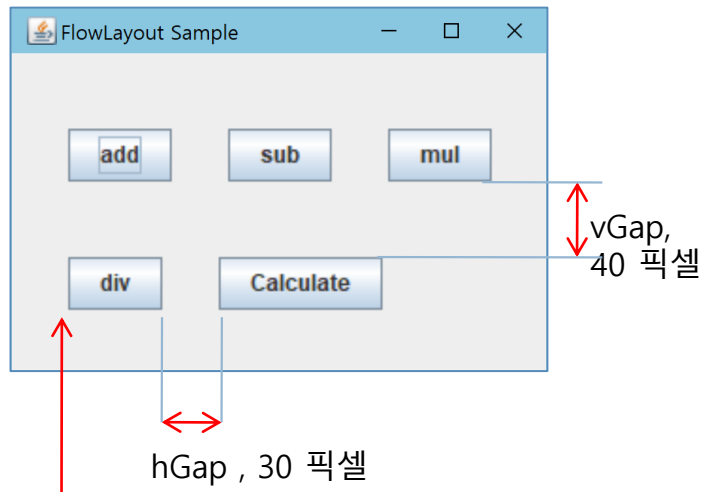 FlowLayout Sample
add sub mul
vGap,
40 픽셀
div Calculate
hGap , 30 픽셀